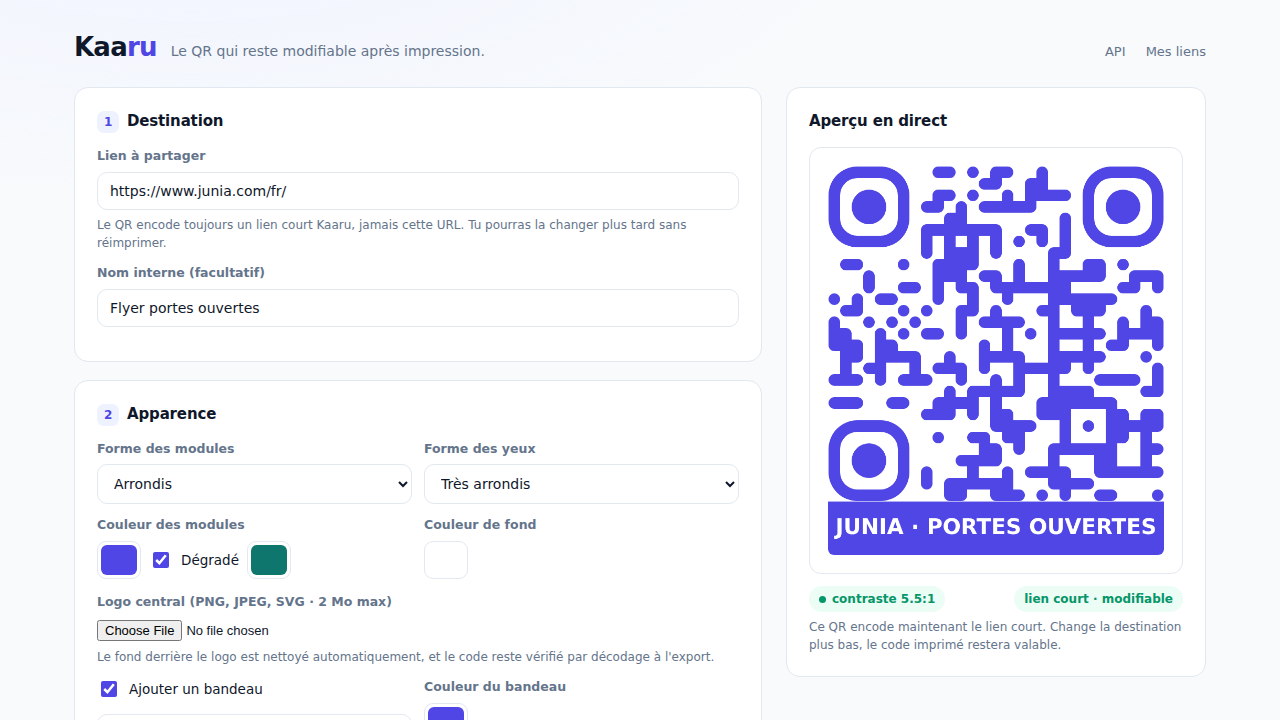 Kaaru Le QR qui reste modifiable après impression.
API Mes liens
1 Destination
Lien à partager
https://www.junia.com/fr/
Le QR encode toujours un lien court Kaaru, jamais cette URL. Tu pourras la changer plus tard sans
réimprimer.
Nom interne (facultatif)
Flyer portes ouvertes
2 Apparence
Forme des modules
Arrondis
Forme des yeux
Très arrondis
Couleur des modules
Dégradé
Couleur de fond
Logo central (PNG, JPEG, SVG · 2 Mo max)
Choose File No file chosen
Le fond derrière le logo est nettoyé automatiquement, et le code reste vérifié par décodage à l'export.
Ajouter un bandeau
Couleur du bandeau
Aperçu en direct
JUNIA · PORTES OUVERTES
contraste 5.5:1
lien court · modifiable
Ce QR encode maintenant le lien court. Change la destination
plus bas, le code imprimé restera valable.